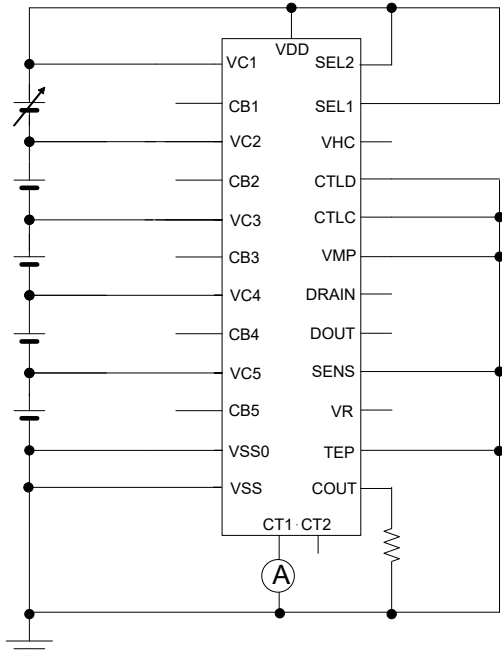 VDD
VC1
SEL2
CB1
SEL1
VC2
VHC
CB2
CTLD
VC3
CTLC
CB3
VMP
VC4
DRAIN
CB4
DOUT
VC5
SENS
CB5
VR
VSS0
TEP
VSS
COUT
CT1 CT2
A